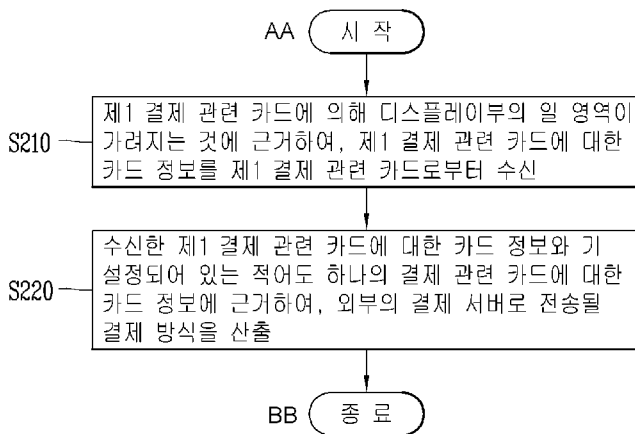 AA 시 작
제1 결제 관련 카드에 의해 디스플레이부의 일 영역이
S210 가려지는 것에 근거하여, 제1 결제 관련 카드에 대한
카드 정보를 제1 결제 관련 카드로부터 수신
수신한 제1 결제 관련 카드에 대한 카드 정보와 기
설정되어 있는 적어도 하나의 결제 관련 카드에 대한
S220 카드 정보에 근거하여, 외부의 결제 서버로 전송될
결제 방식을 산출
BB 종 료